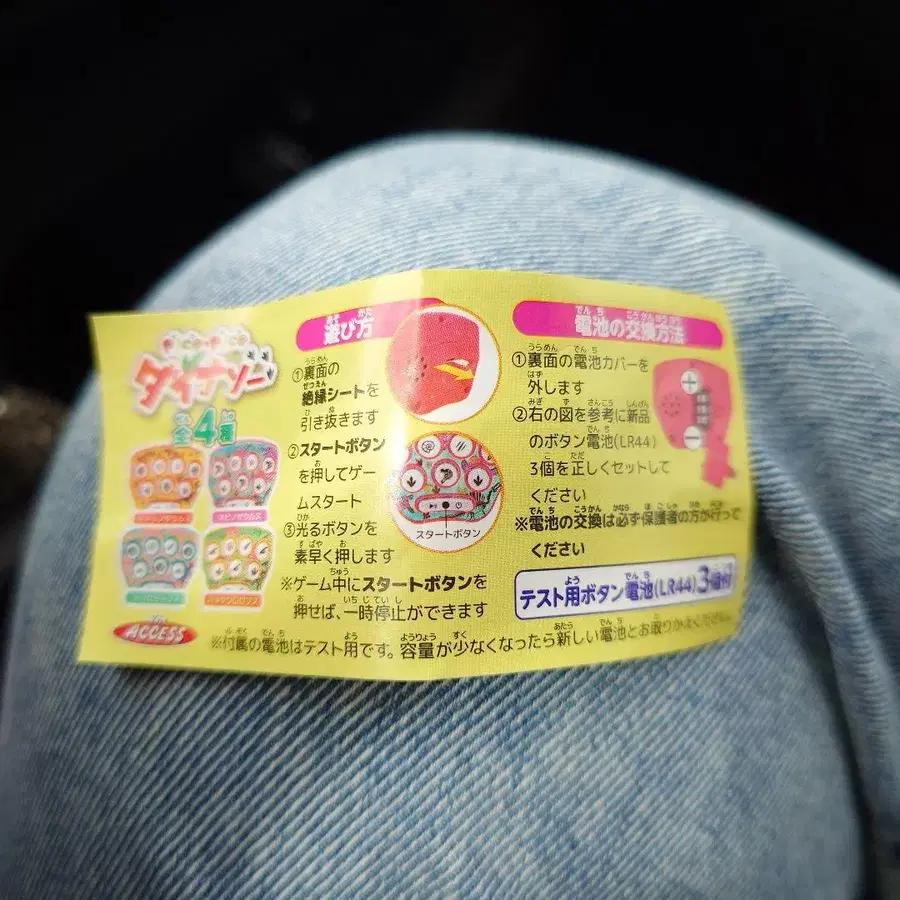 ダイナソー
全4種
ACCESS
遊び方
①裏面の
絶縁シートを
引き抜きます
②スタートボタン
を押してゲー
ムスタート
③光るボタンを
素早く押します
※ゲーム中にスタートボタンを
押せば、一時停止ができます
スタートボタン
電池の交換方法
①裏面の電池カバーを
外します
②右の図を参考に新品
のボタン電池(LR44)
3個を正しくセットして
ください
※電池の交換は必ず保護者の方が行って
ください
テスト用ボタン電池(LR44)3個付
※付属の電池はテスト用です。容量が少なくなったら新しい電池とお取りかえください。